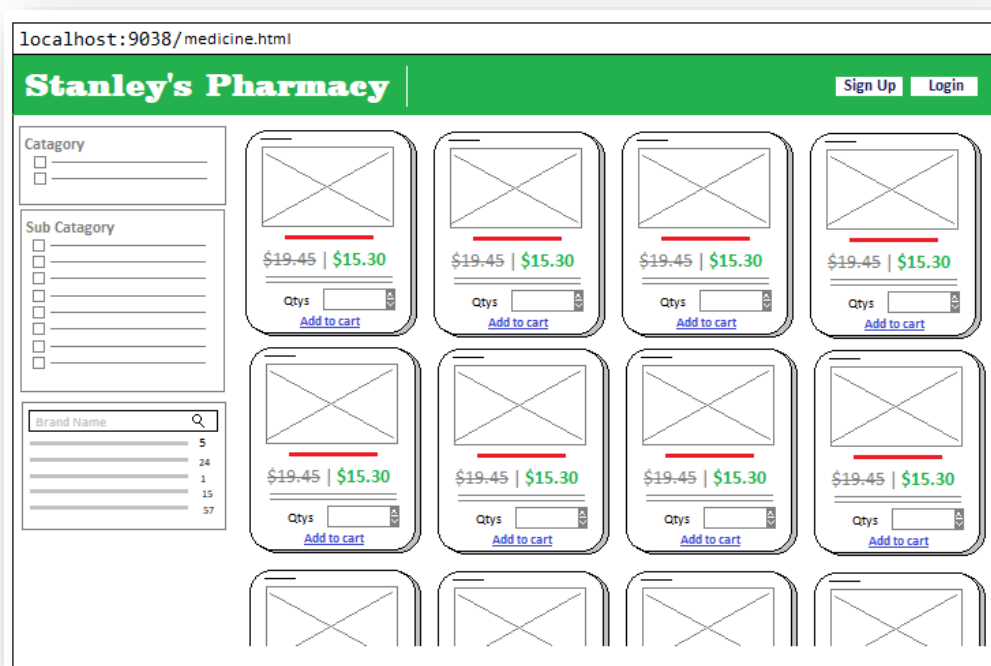 localhost:9038/medicine.html
Stanley's Pharmacy
Sign Up Login
Catagory
Sub Catagory
Brand Name
5
24
1
15
57
$19.45 | $15.30
Qtys
Add to cart
$19.45 | $15.30
Qtys
Add to cart
$19.45 | $15.30
Qtys
Add to cart
$19.45 | $15.30
Qtys
Add to cart
$19.45 | $15.30
Qtys
Add to cart
$19.45 | $15.30
Qtys
Add to cart
$19.45 | $15.30
Qtys
Add to cart
$19.45 | $15.30
Qtys
Add to cart